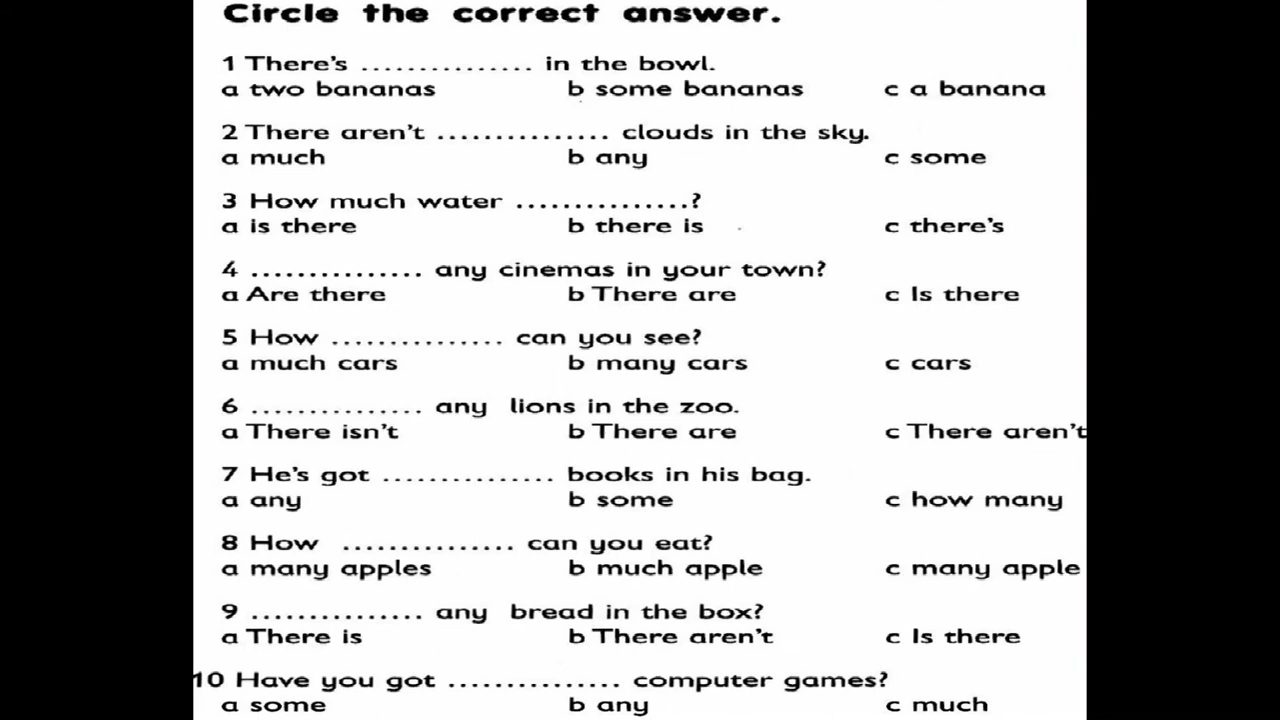 Circle the correct answer.
1 There's ............... in the bowl.
a two bananas b some bananas c a banana
2 There aren't ............... clouds in the sky.
a much b any c some
3 How much water ...............?
a is there b there is c there's
4 ............... any cinemas in your town?
a Are there b There are c Is there
5 How ............... can you see?
a much cars b many cars c cars
6 ............... any lions in the zoo.
a There isn't b There are c There aren't
7 He's got ............... books in his bag.
a any b some c how many
8 How ............... can you eat?
a many apples b much apple c many apple
9 ............... any bread in the box?
a There is b There aren't c Is there
10 Have you got ............... computer games?
a some b any c much